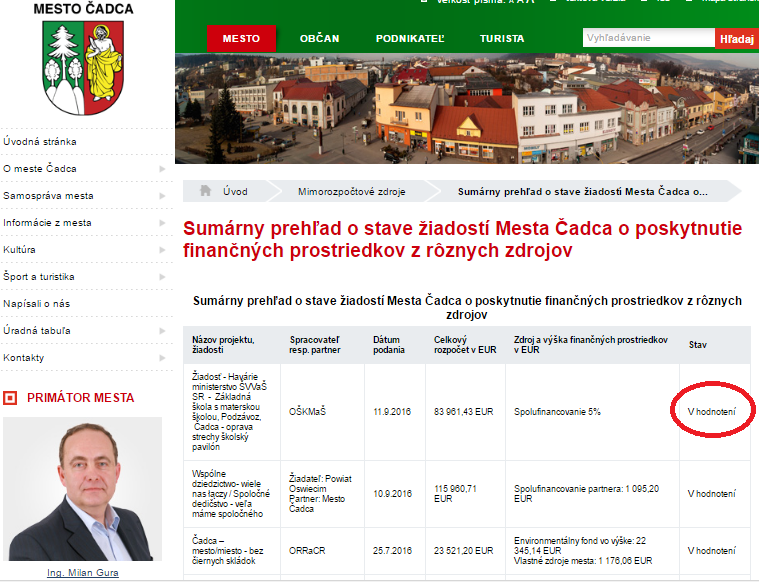 MESTO ČADCA
Veľkosť písma: A A A
MESTO
OBČAN
PODNIKATEĽ
TURISTA
Vyhľadávanie
Hľadaj
Úvodná stránka
O meste Čadca
Samospráva mesta
Informácie z mesta
Kultúra
Šport a turistika
Napísali o nás
Úradná tabuľa
Kontakty
PRIMÁTOR MESTA
Ing. Milan Gura
Úvod
Mimorozpočtové zdroje
Sumárny prehľad o stave žiadostí Mesta Čadca o...
Sumárny prehľad o stave žiadostí Mesta Čadca o poskytnutie
finančných prostriedkov z rôznych zdrojov
Sumárny prehľad o stave žiadostí Mesta Čadca o poskytnutie finančných prostriedkov z rôznych
zdrojov
Názov projektu,
žiadosti
Spracovateľ
resp. partner
Dátum
podania
Celkový
rozpočet v EUR
Zdroj a výška finančných prostriedkov
v EUR
Stav
Žiadosť - Havárie
ministerstvo ŠVVaŠ
SR - Základná
škola s materskou
školou, Podzávoz,
Čadca - oprava
strechy školský
pavilón
OŠKMaŠ
11.9.2016
83 961,43 EUR
Spolufinancovanie 5%
V hodnotení
Wspólne
dziedzictwo- wiele
nas łaczy / Spoločné
dedičstvo - veľa
máme spoločného
Žiadateľ: Powiat
Oswiecim
Partner: Mesto
Čadca
10.9.2016
115 960,71
EUR
Spolufinancovanie partnera: 1 095,20
EUR
V hodnotení
Čadca –
mesto/miesto - bez
čiernych skládok
ORRaCR
25.7.2016
23 521,20 EUR
Environmentálny fond vo výške: 22
345,14 EUR
Vlastné zdroje mesta: 1 176,06 EUR
V hodnotení